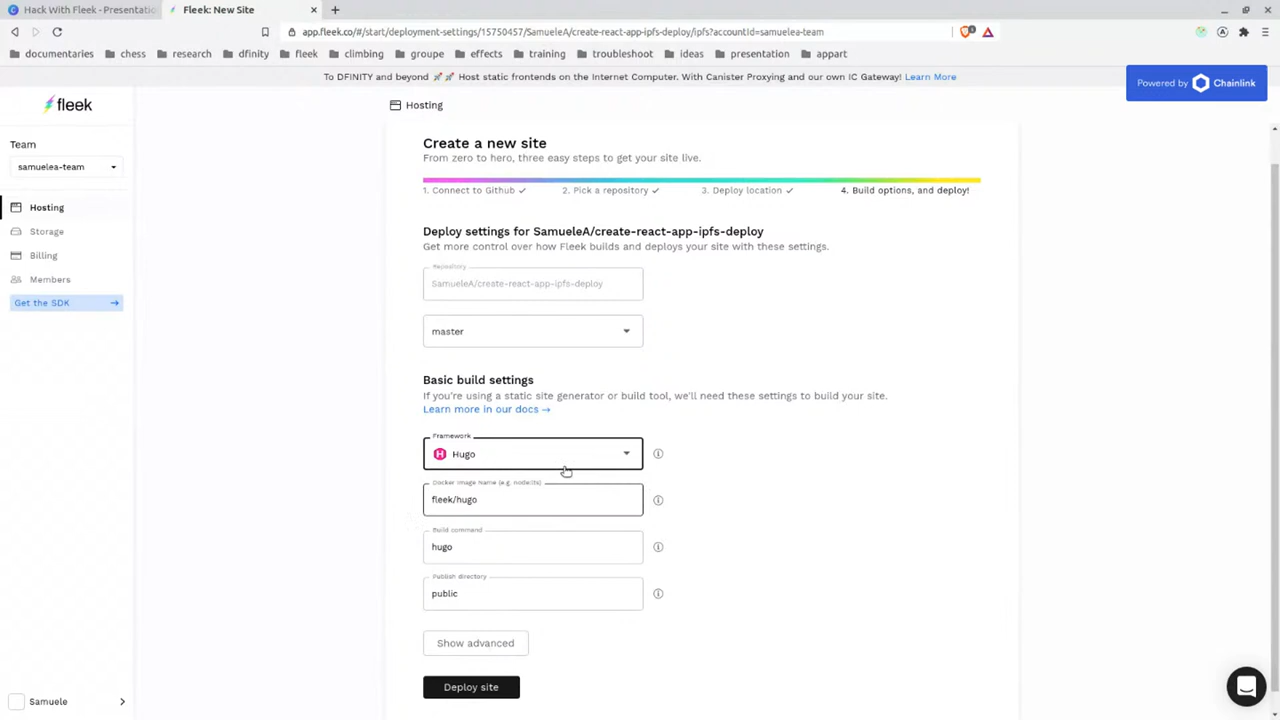 Hack With Fleek - Presentatio
Fleek: New Site
app.fleek.co/#/start/deployment-settings/15750457/SamueleA/create-react-app-ipfs-deploy/ipfs?accountId=samuelea-team
documentaries chess research dfinity fleek climbing groupe effects training troubleshoot ideas presentation appart
To DFINITY and beyond 🚀🚀 Host static frontends on the Internet Computer. With Canister Proxying and our own IC Gateway! Learn More
Powered by Chainlink
fleek
Team
samuelea-team
Hosting
Storage
Billing
Members
Get the SDK →
Samuele
Hosting
Create a new site
From zero to hero, three easy steps to get your site live.
1. Connect to Github ✓ 2. Pick a repository ✓ 3. Deploy location ✓ 4. Build options, and deploy!
Deploy settings for SamueleA/create-react-app-ipfs-deploy
Get more control over how Fleek builds and deploys your site with these settings.
Repository
SamueleA/create-react-app-ipfs-deploy
master
Basic build settings
If you're using a static site generator or build tool, we'll need these settings to build your site.
Learn more in our docs →
Framework
Hugo
Docker Image Name (e.g. node:lts)
fleek/hugo
Build command
hugo
Publish directory
public
Show advanced
Deploy site